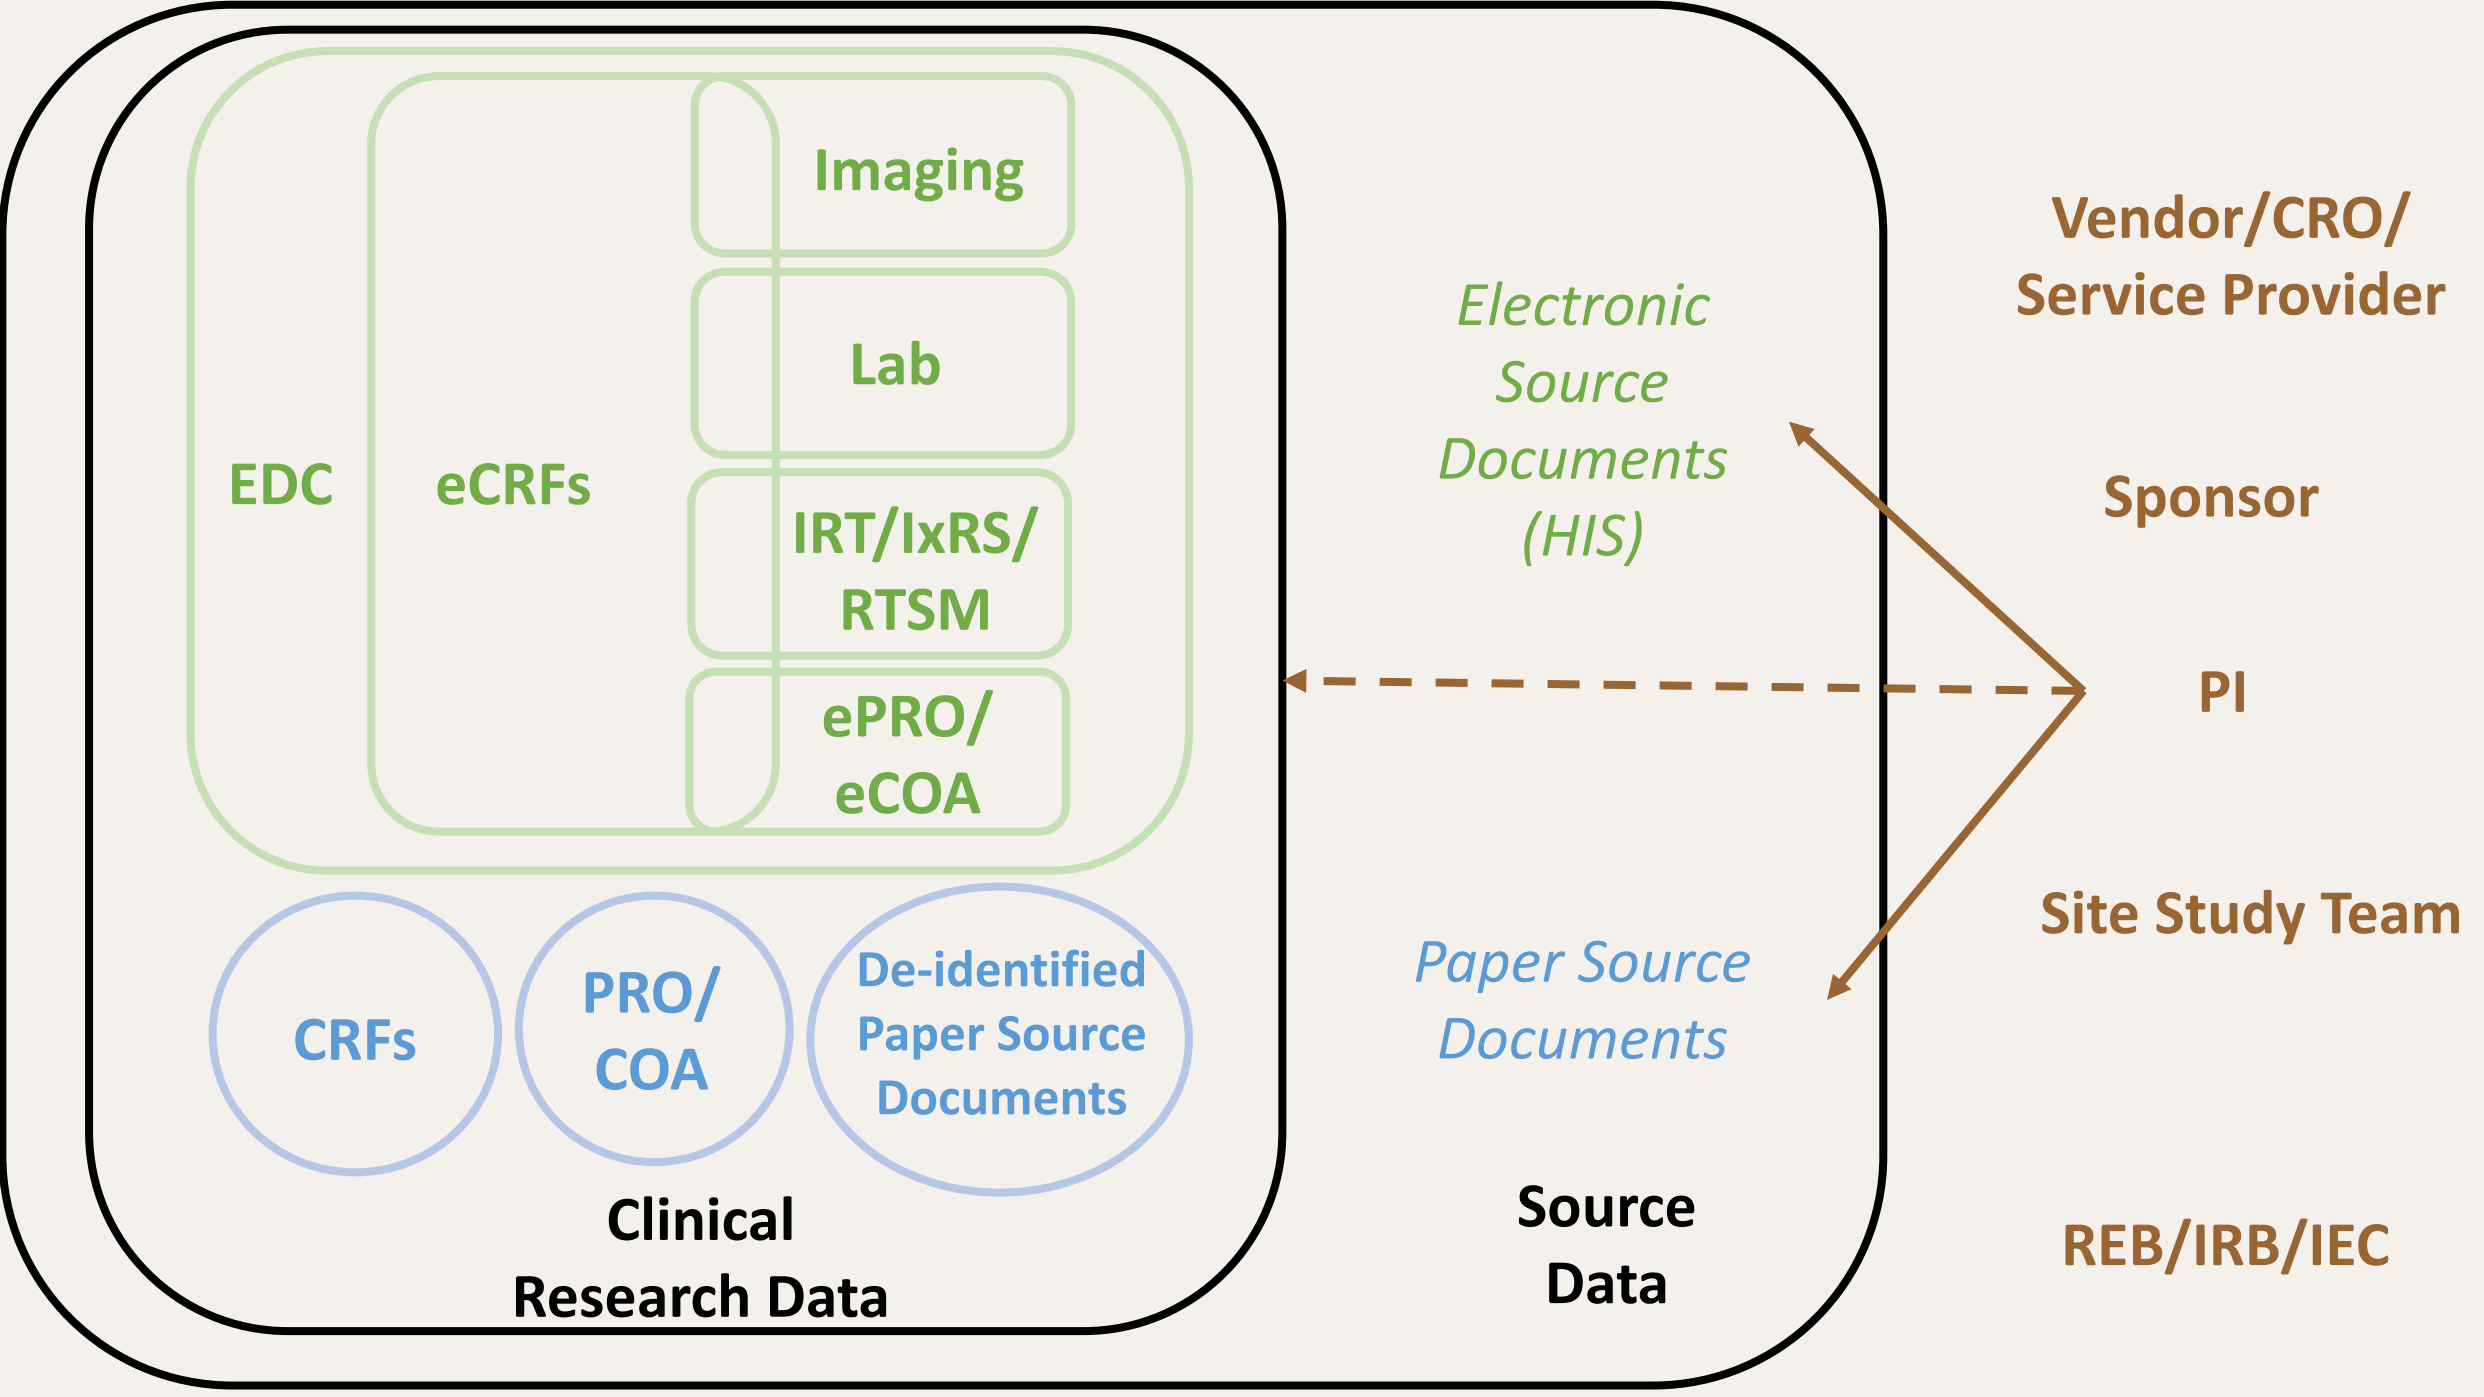 Imaging
Lab
EDC
eCRFs
IRT/IxRS/
RTSM
ePRO/
eCOA
CRFs
PRO/
COA
De-identified
Paper Source
Documents
Clinical
Research Data
Electronic
Source
Documents
(HIS)
Paper Source
Documents
Source
Data
Vendor/CRO/
Service Provider
Sponsor
PI
Site Study Team
REB/IRB/IEC